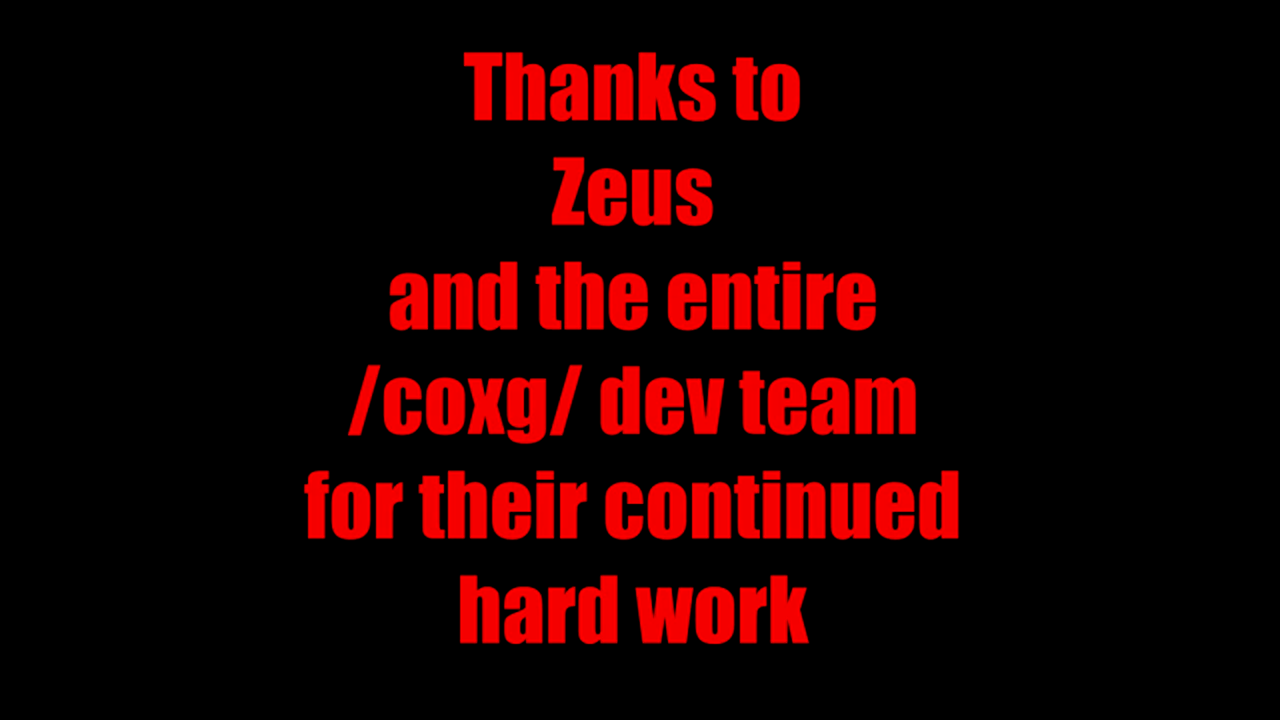 Thanks to
Zeus
and the entire
/coxg/ dev team
for their continued
hard work